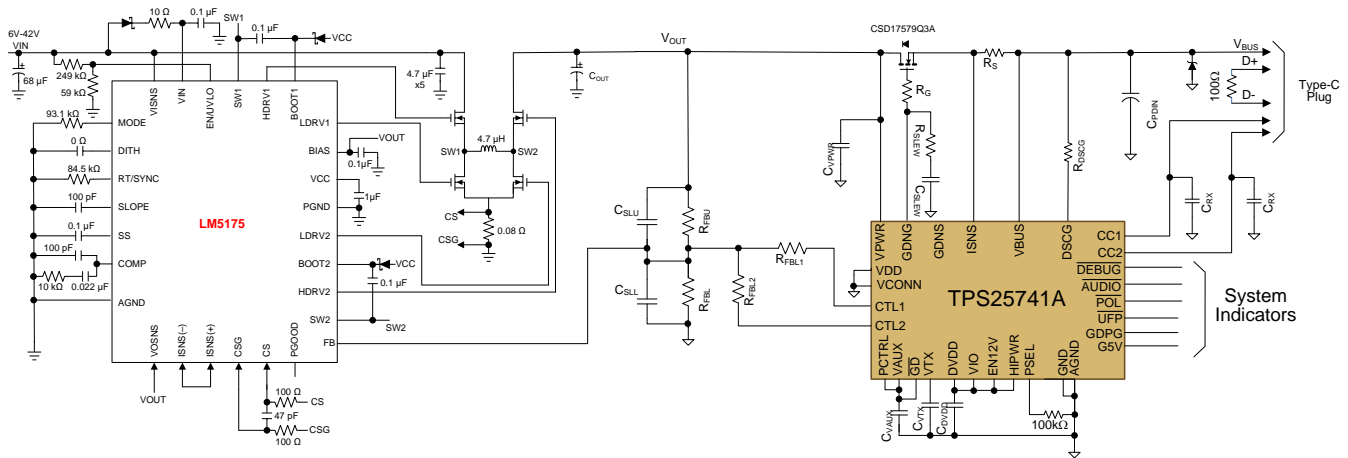 6V-42V
VIN
68 µF
+
10 Ω
0.1 µF
SW1
0.1 µF
VCC
249 kΩ
59 kΩ
93.1 kΩ
0 Ω
84.5 kΩ
100 pF
0.1 µF
100 pF
10 kΩ
0.022 µF
VISNS
VIN
EN/UVLO
SW1
HDRV1
BOOT1
MODE
DITH
RT/SYNC
SLOPE
SS
COMP
AGND
LM5175
LDRV1
BIAS
VCC
PGND
LDRV2
BOOT2
HDRV2
SW2
FB
VOSNS
ISNS(–)
ISNS(+)
CSG
CS
PGOOD
VOUT
100 Ω
CS
47 pF
CSG
100 Ω
VOUT
0.1µF
1µF
VCC
0.1 µF
SW2
4.7 µF
x5
SW1
4.7 µH
SW2
CS
CSG
0.08 Ω
+
COUT
VOUT
CSLU
RFBU
CSLL
RFBL
RFBL2
RFBL1
CVPWR
CSD17579Q3A
RG
RSLEW
CSLEW
RS
RDSCG
CPDIN
VBUS
D+
100Ω
D-
Type-C
Plug
CRX
CRX
VPWR
GDNG
GDNS
ISNS
VBUS
DSCG
CC1
CC2
VDD
VCONN
CTL1
CTL2
TPS25741A
DEBUG
AUDIO
POL
UFP
GDPG
G5V
System
Indicators
PCTRL
VAUX
GD
VTX
DVDD
VIO
EN12V
HIPWR
PSEL
GND
AGND
CVAUX
CVTX
CDVDD
100kΩ